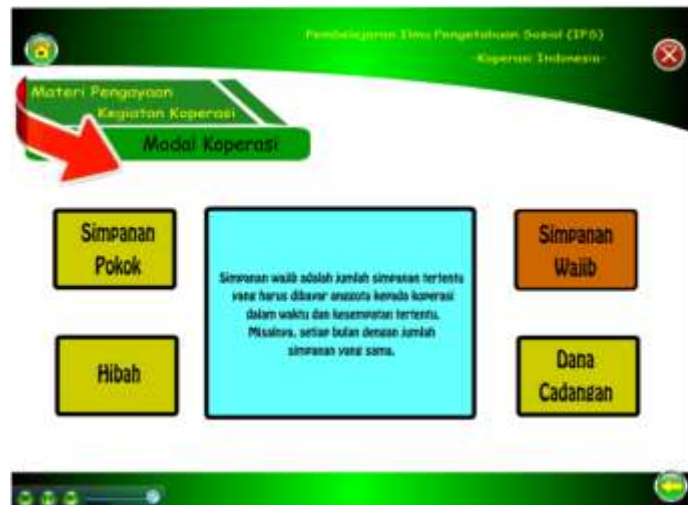 Pembelajaran Ilmu Pengetahuan Sosial (IPS)
-Koperasi Indonesia-
Materi Pengayaan
Kegiatan Koperasi
Modal Koperasi
Simpanan
Pokok
Simpanan wajib adalah jumlah simpanan tertentu
yang harus dibayar anggota kepada koperasi
dalam waktu dan kesempatan tertentu.
Misalnya, setiap bulan dengan jumlah
simpanan yang sama.
Simpanan
Wajib
Hibah
Dana
Cadangan